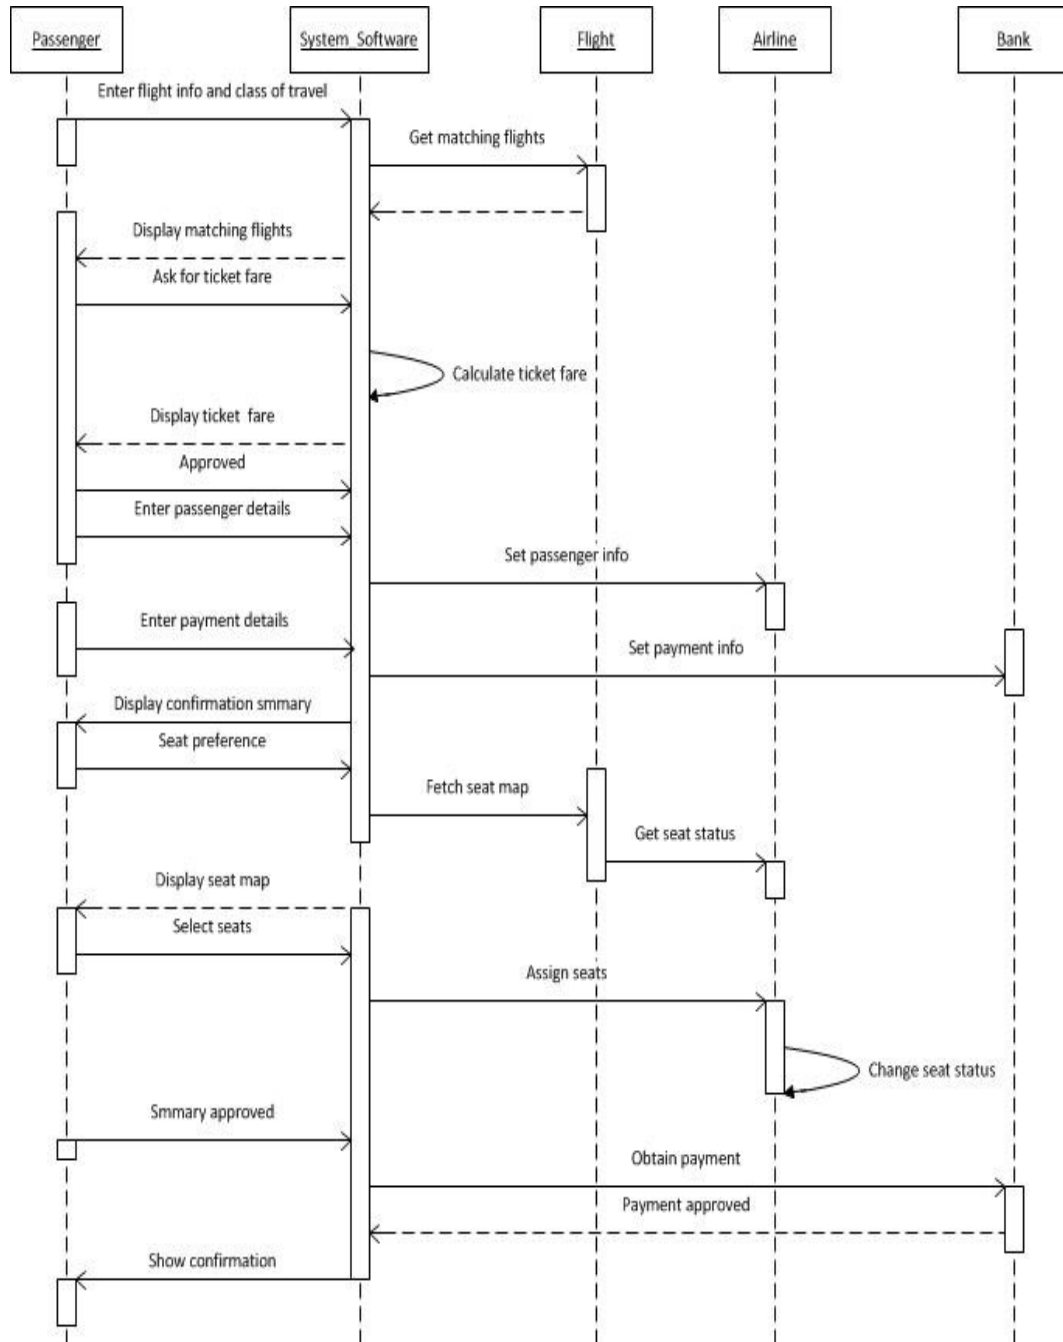 Passenger
System_Software
Flight
Airline
Bank
Enter flight info and class of travel
Get matching flights
Display matching flights
Ask for ticket fare
Calculate ticket fare
Display ticket fare
Approved
Enter passenger details
Set passenger info
Enter payment details
Set payment info
Display confirmation smmary
Seat preference
Fetch seat map
Get seat status
Display seat map
Select seats
Assign seats
Change seat status
Smmary approved
Obtain payment
Payment approved
Show confirmation